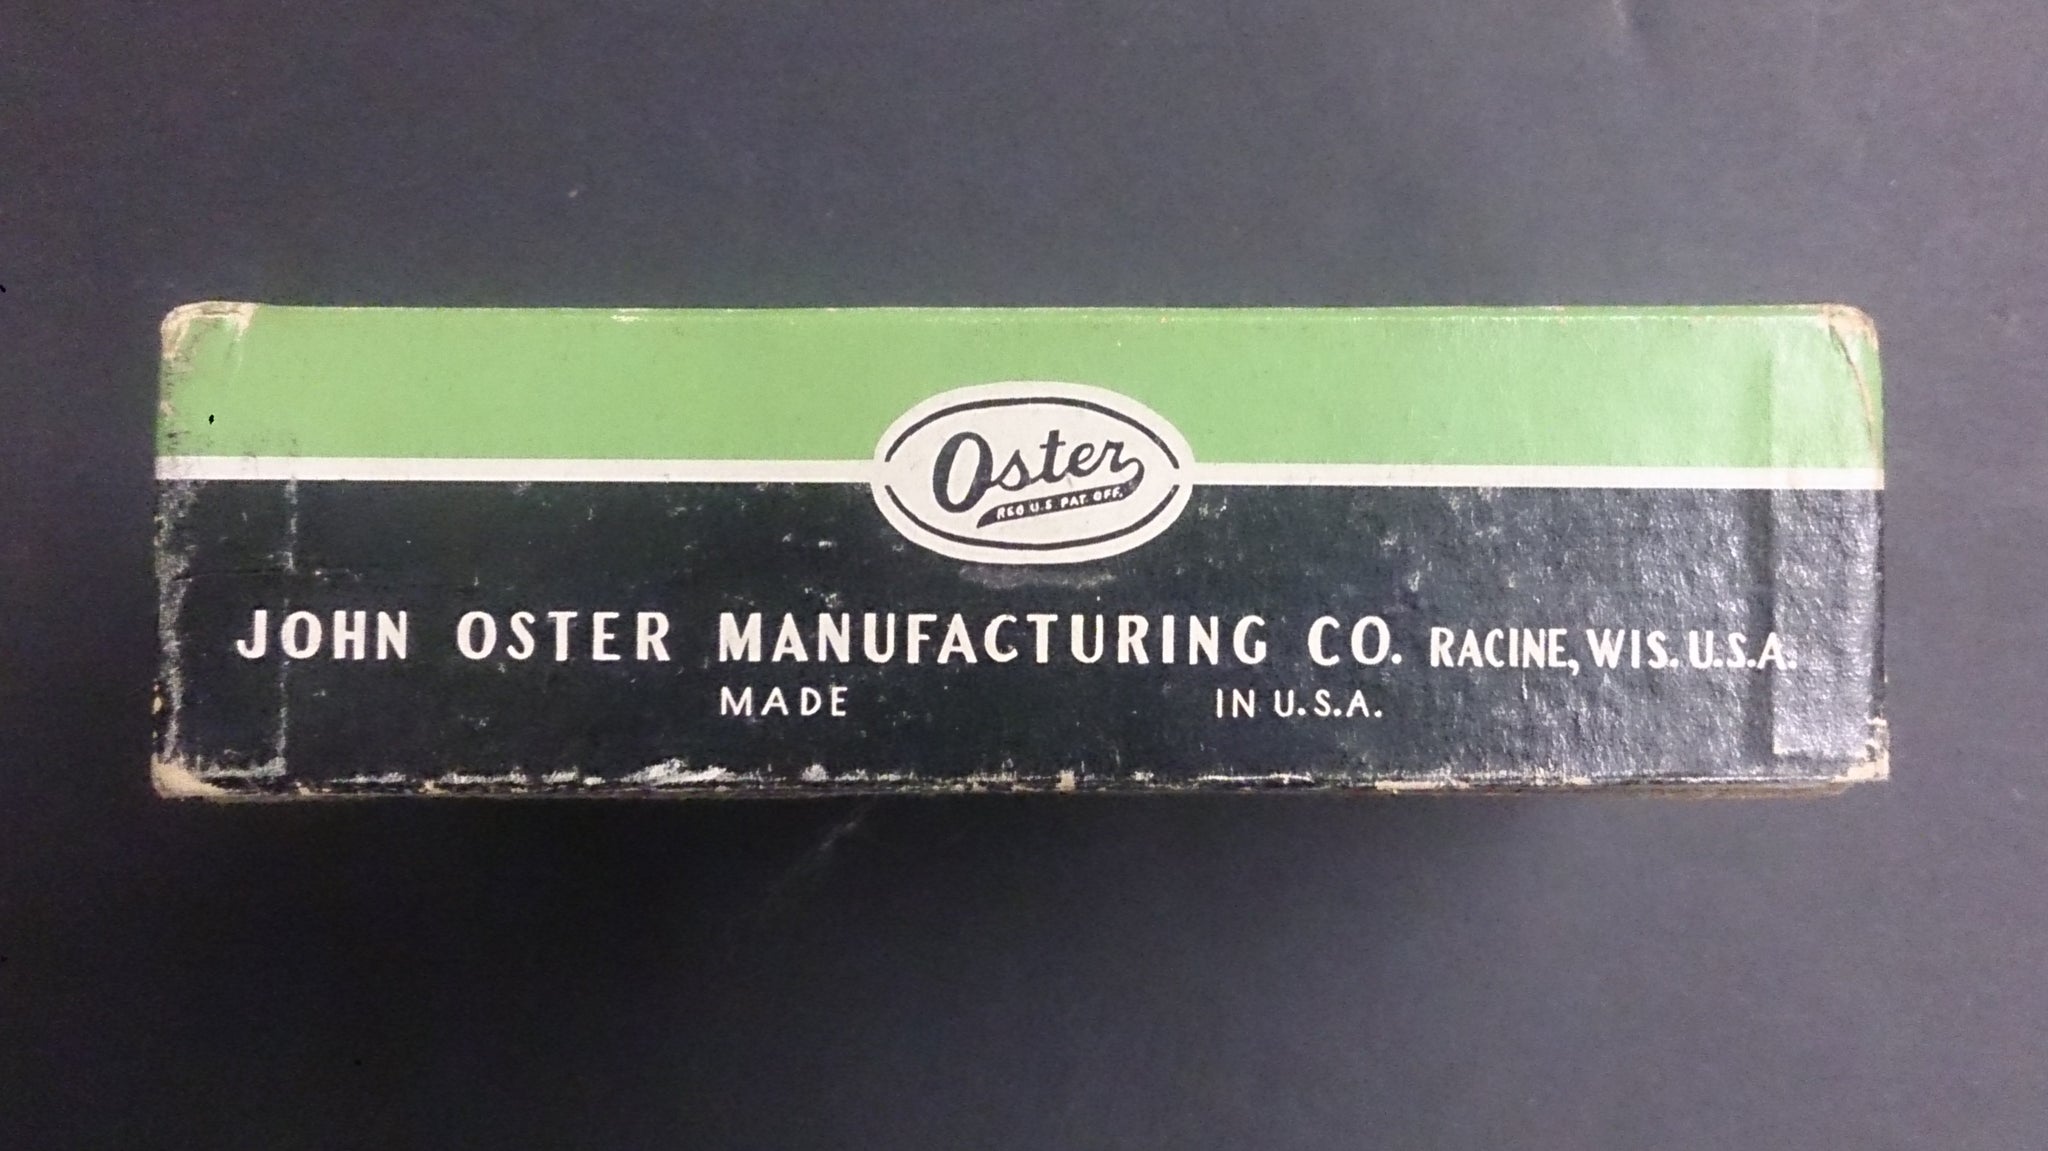 Oster
REG U.S. PAT. OFF.
JOHN OSTER MANUFACTURING CO. RACINE, WIS. U.S.A.
MADE IN U.S.A.